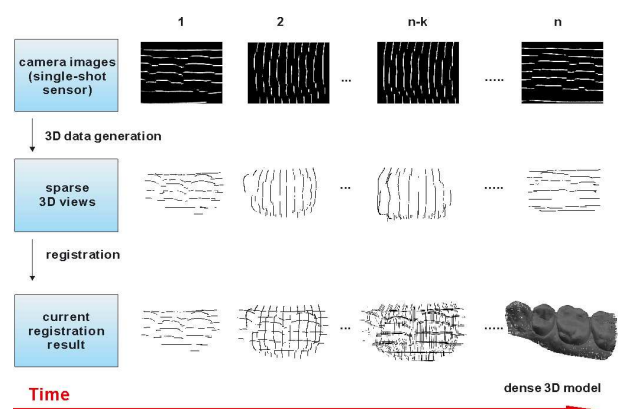 1 2 n-k n
camera images
(single-shot
sensor)
... .....
3D data generation
sparse
3D views
... .....
registration
current
registration
result
... .....
dense 3D model
Time